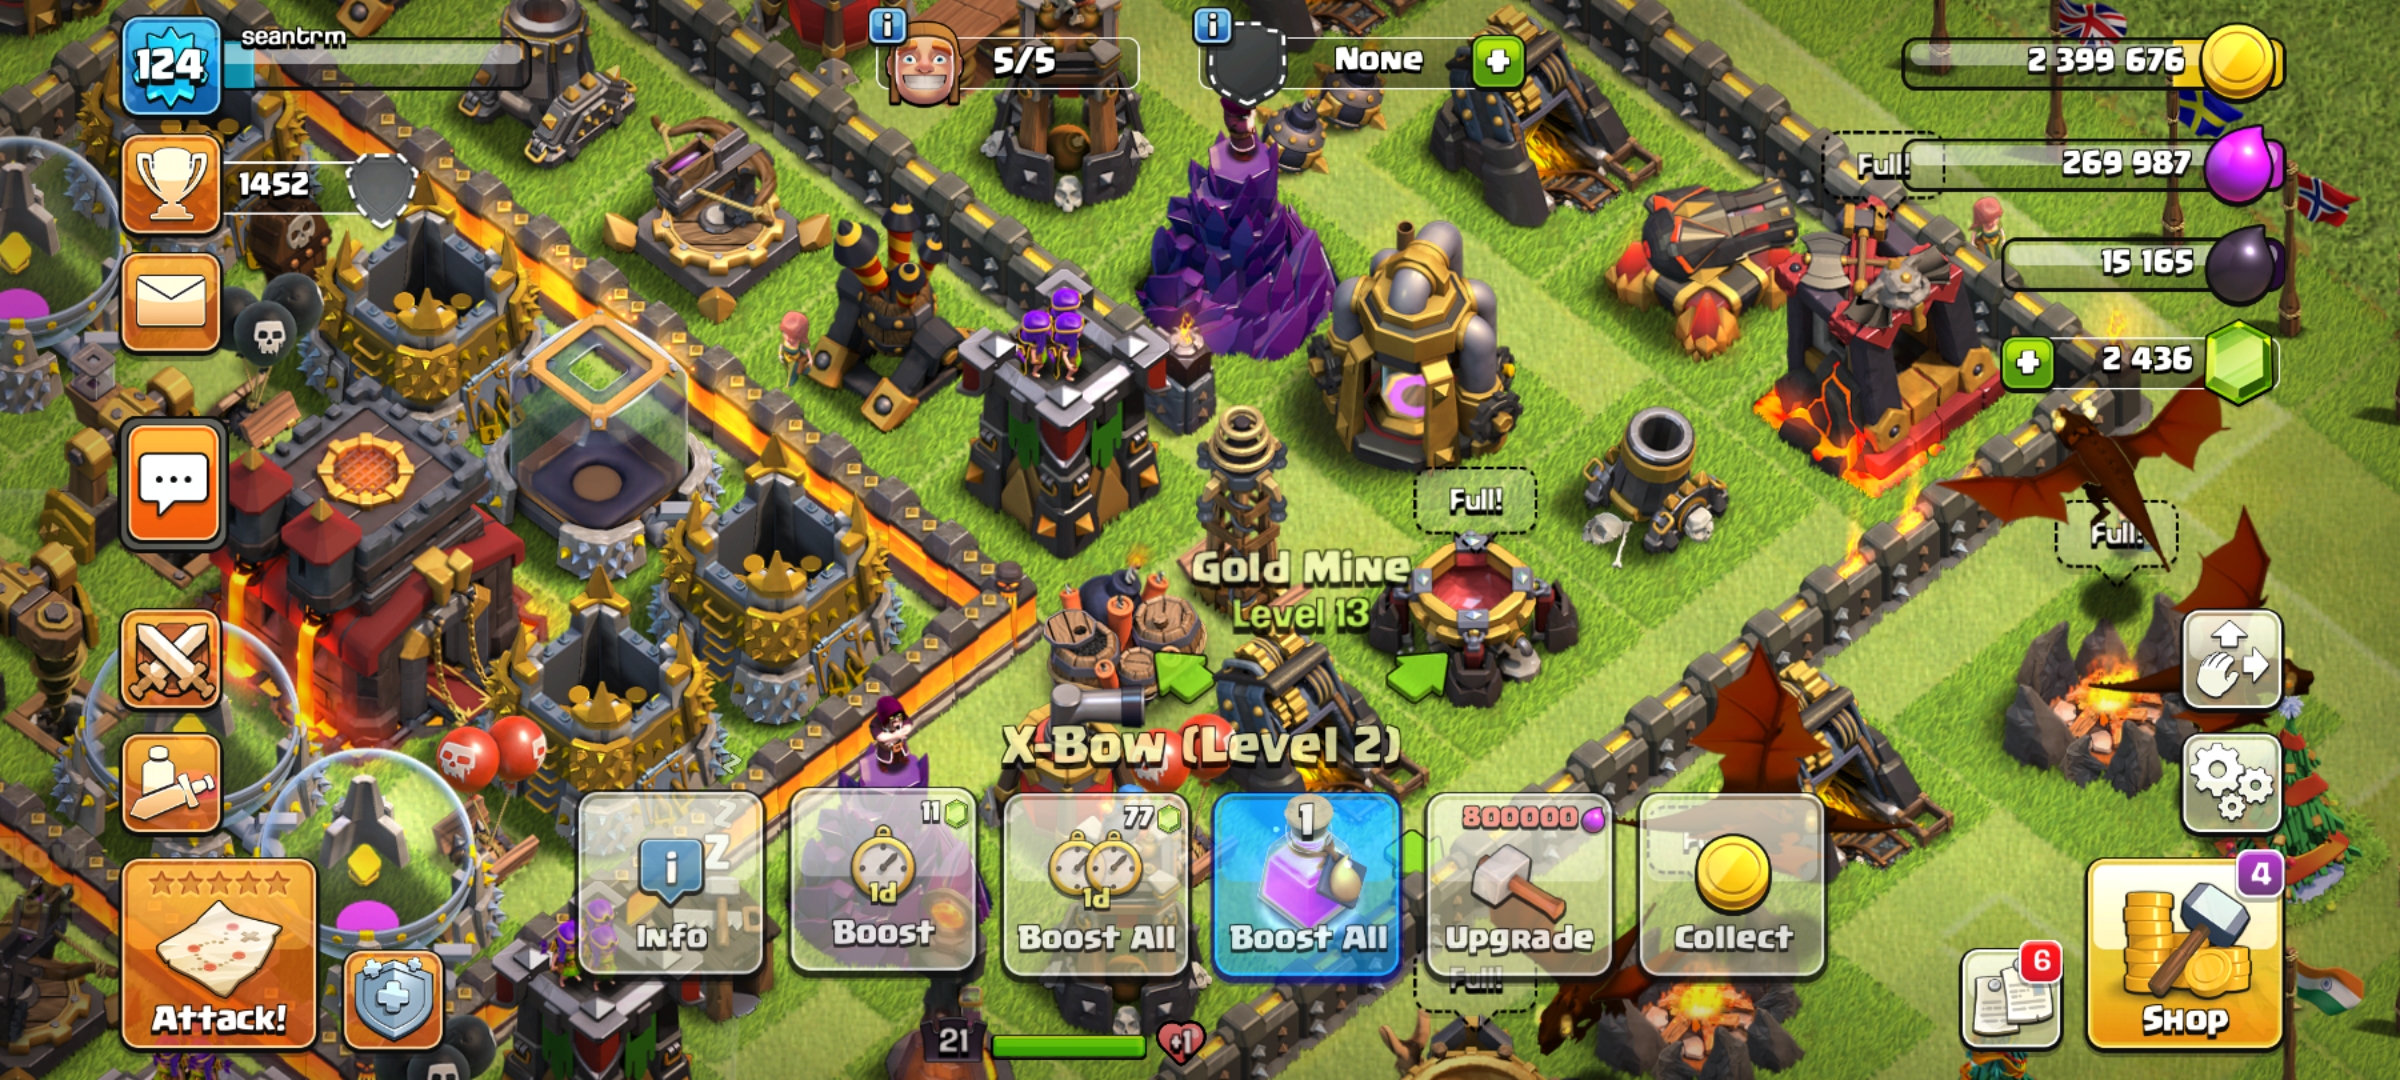 124
seantrm
5/5
None
2 399 676
1452
Full!
269 987
15 165
2 436
Full!
Full!
Gold Mine
Level 13
X-Bow (Level 2)
11
77
1
800000
1d
1d
Info
Boost
Boost All
Boost All
Upgrade
Collect
Full!
Attack!
21
+1
6
4
Shop